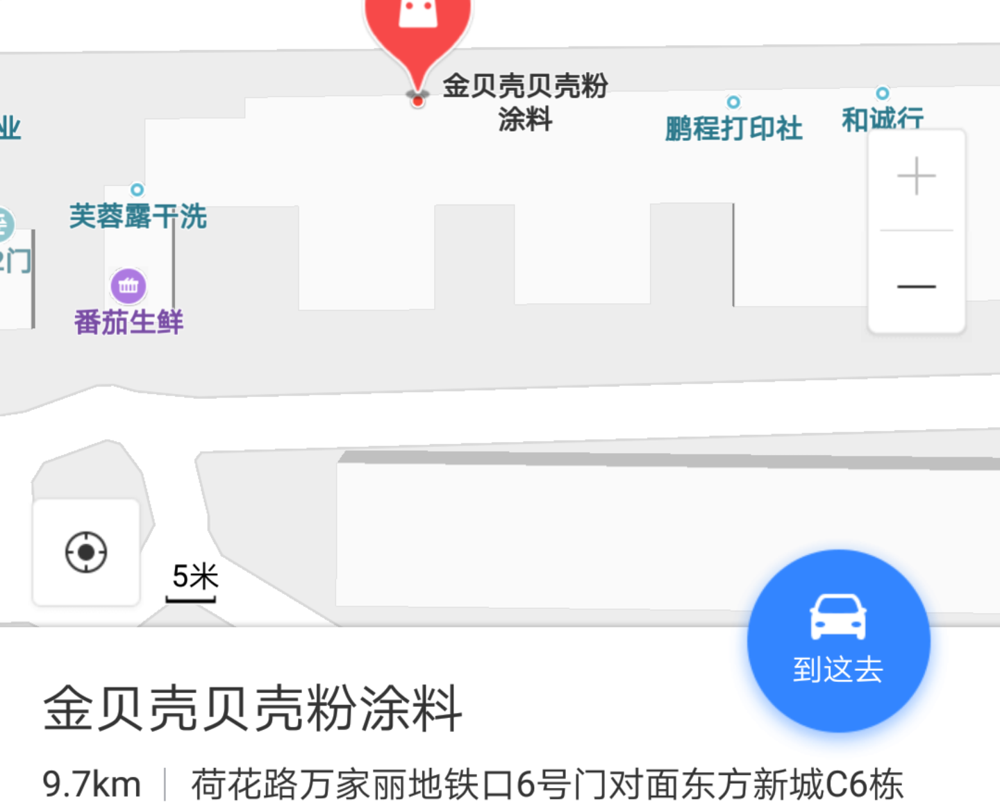 金贝壳贝壳粉
涂料
鹏程打印社
和诚行
业
芙蓉露干洗
2门
番茄生鲜
5米
到这去
金贝壳贝壳粉涂料
9.7km
荷花路万家丽地铁口6号门对面东方新城C6栋